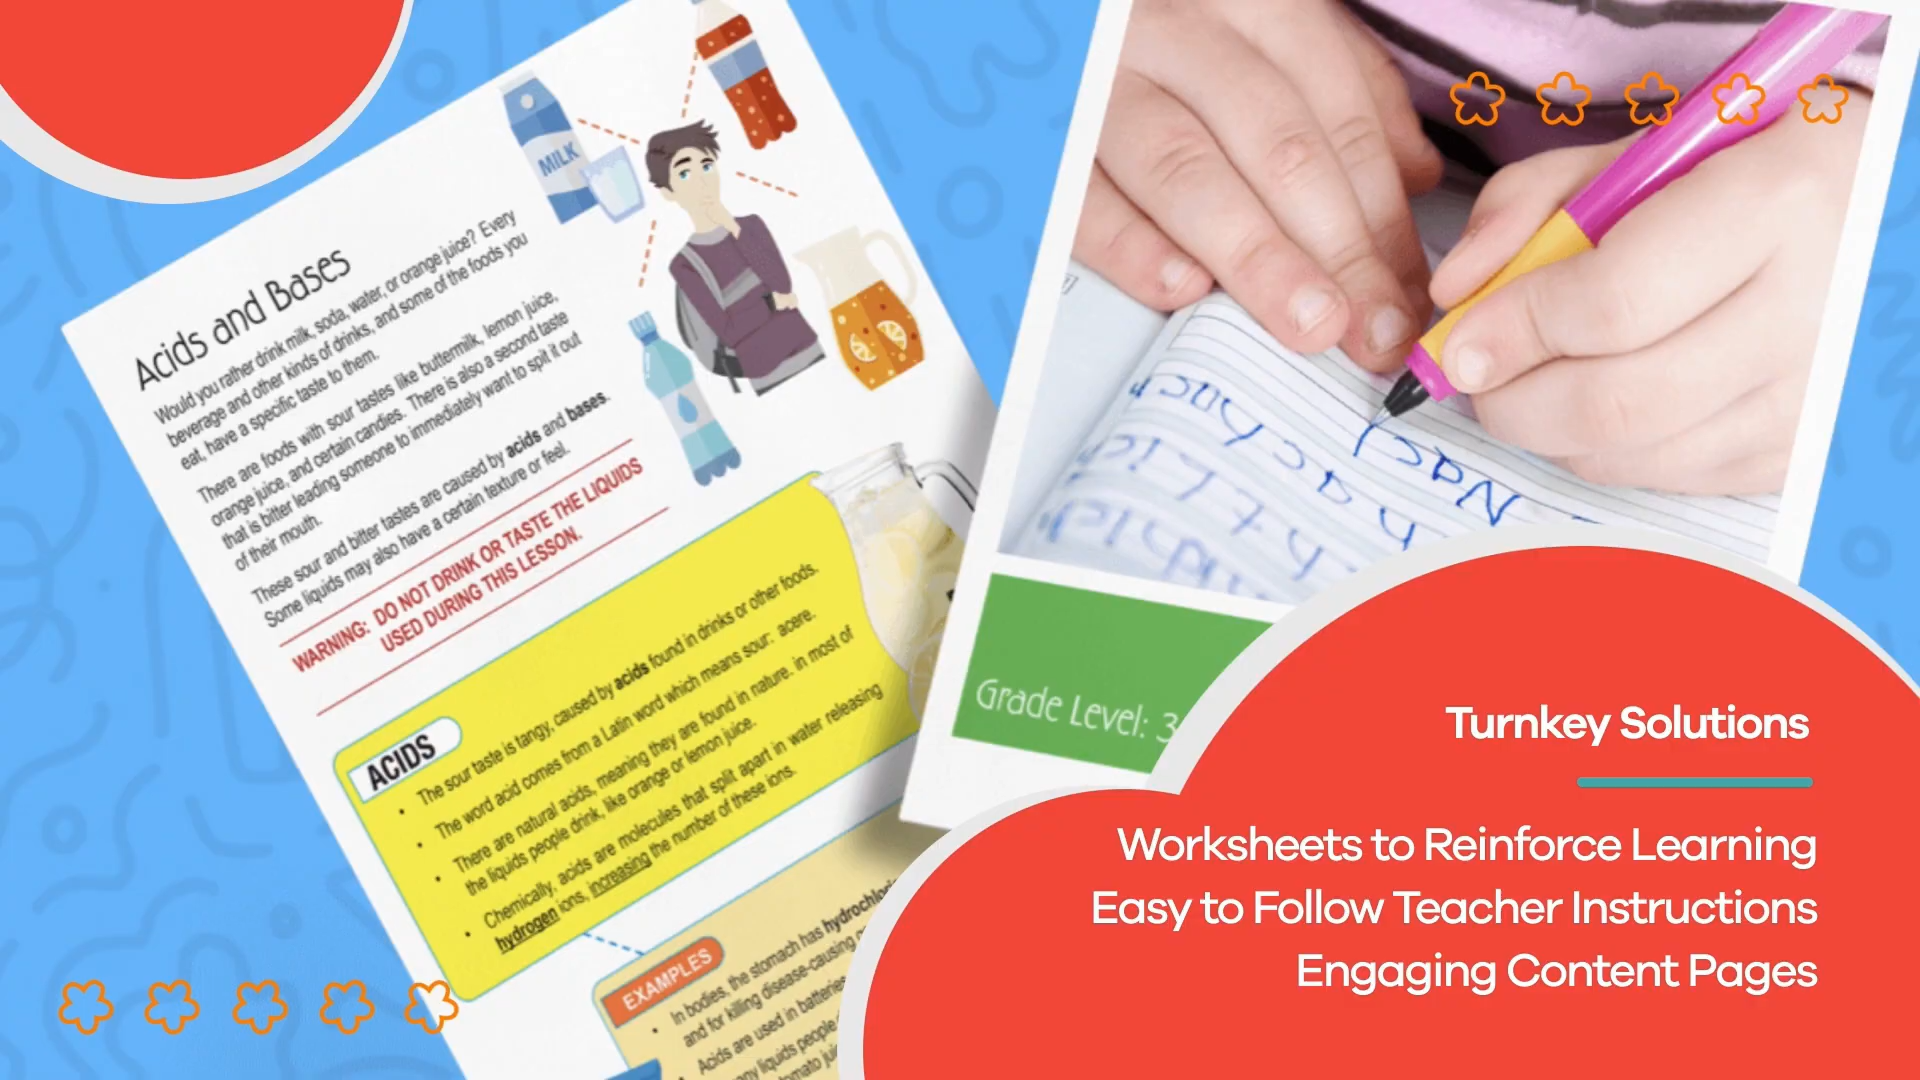 MILK
Acids and Bases
Would you rather drink milk, soda, water, or orange juice? Every
beverage and other kinds of drinks, and some of the foods you
eat, have a specific taste to them.
There are foods with sour tastes like buttermilk, lemon juice,
orange juice, and certain candies. There is also a second taste
that is bitter leading someone to immediately want to spit it out
of their mouth.
These sour and bitter tastes are caused by acids and bases.
Some liquids may also have a certain texture or feel.
WARNING: DO NOT DRINK OR TASTE THE LIQUIDS
USED DURING THIS LESSON.
ACIDS
• The sour taste is tangy, caused by acids found in drinks or other foods.
• The word acid comes from a Latin word which means sour: acere.
• There are natural acids, meaning they are found in nature. in most of
the liquids people drink, like orange or lemon juice.
• Chemically, acids are molecules that split apart in water releasing
hydrogen ions, increasing the number of these ions.
EXAMPLES
• In bodies, the stomach has
and for killing disease-causing
• Acids are used in batteries
liquids people
Grade Level: 3
Turnkey Solutions
Worksheets to Reinforce Learning
Easy to Follow Teacher Instructions
Engaging Content Pages